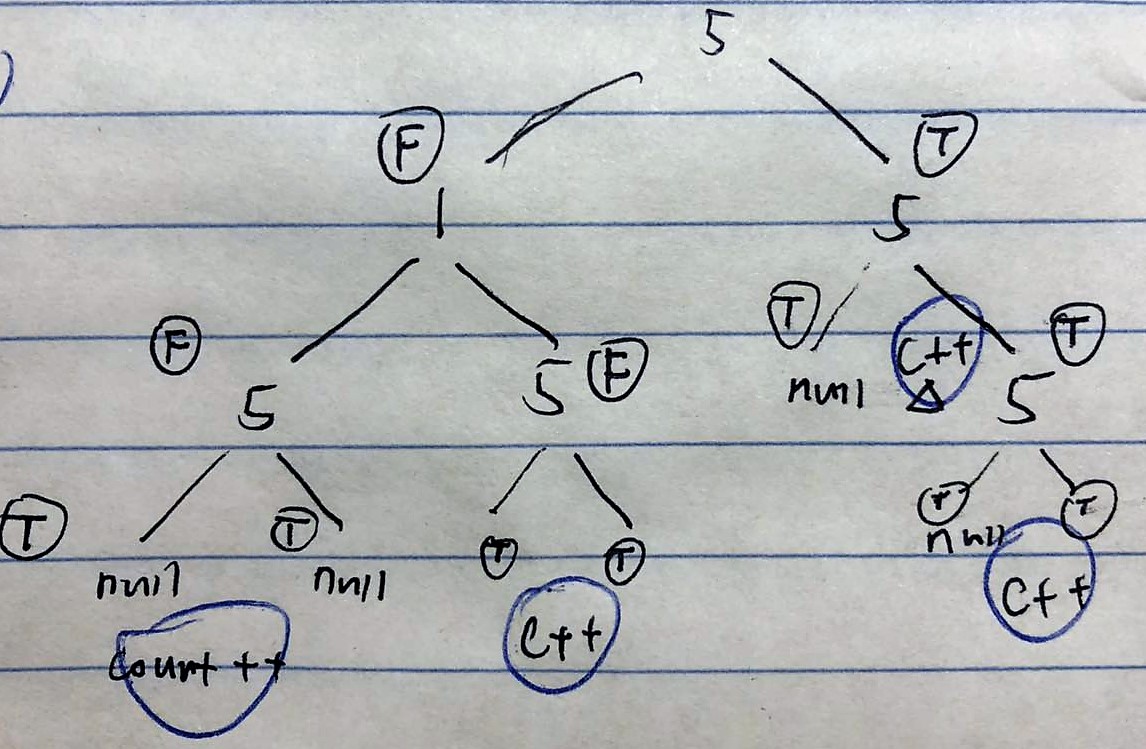 5
F T
1 5
F 5 5 F T null C++ 5 T
T null T null T T T null T
Count ++ C++ C++